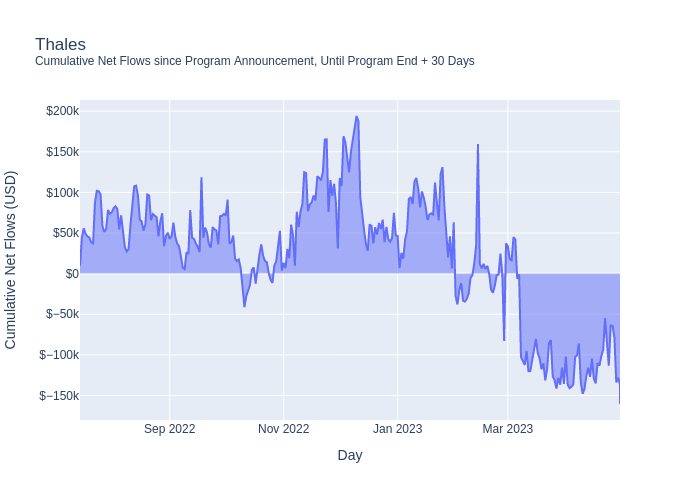 Thales
Cumulative Net Flows since Program Announcement, Until Program End + 30 Days
Cumulative Net Flows (USD)
$200k
$150k
$100k
$50k
$0
$−50k
$−100k
$−150k
Sep 2022
Nov 2022
Jan 2023
Mar 2023
Day